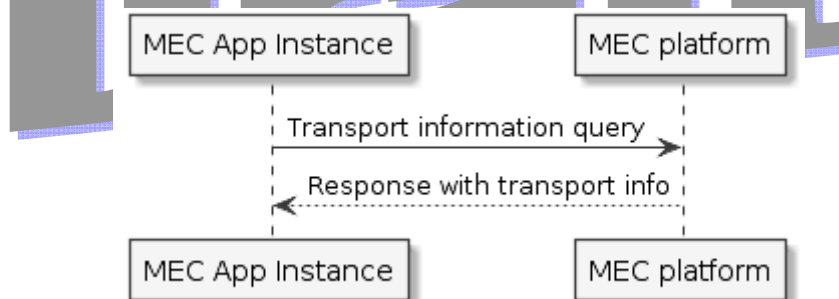 MEC App Instance
MEC platform
Transport information query
Response with transport info
MEC App Instance
MEC platform